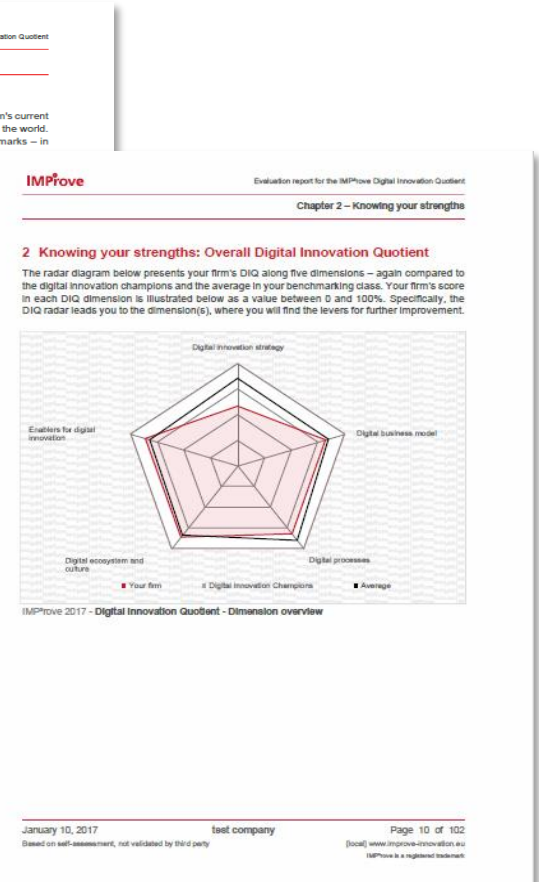 ation Quotient
m's current
the world.
marks – in
IMP³rove
Evaluation report for the IMP³rove Digital Innovation Quotient
Chapter 2 – Knowing your strengths
2 Knowing your strengths: Overall Digital Innovation Quotient
The radar diagram below presents your firm's DIQ along five dimensions – again compared to
the digital innovation champions and the average in your benchmarking class. Your firm's score
in each DIQ dimension is illustrated below as a value between 0 and 100%. Specifically, the
DIQ radar leads you to the dimension(s), where you will find the levers for further improvement.
Digital innovation strategy
Enablers for digital
innovation
Digital business model
Digital ecosystem and
culture
Digital processes
Your firm
Digital Innovation Champions
Average
IMP³rove 2017 - Digital Innovation Quotient - Dimension overview
January 10, 2017
test company
Page 10 of 102
Based on self-assessment, not validated by third party
[local] www.improve-innovation.eu
IMP³rove is a registered trademark